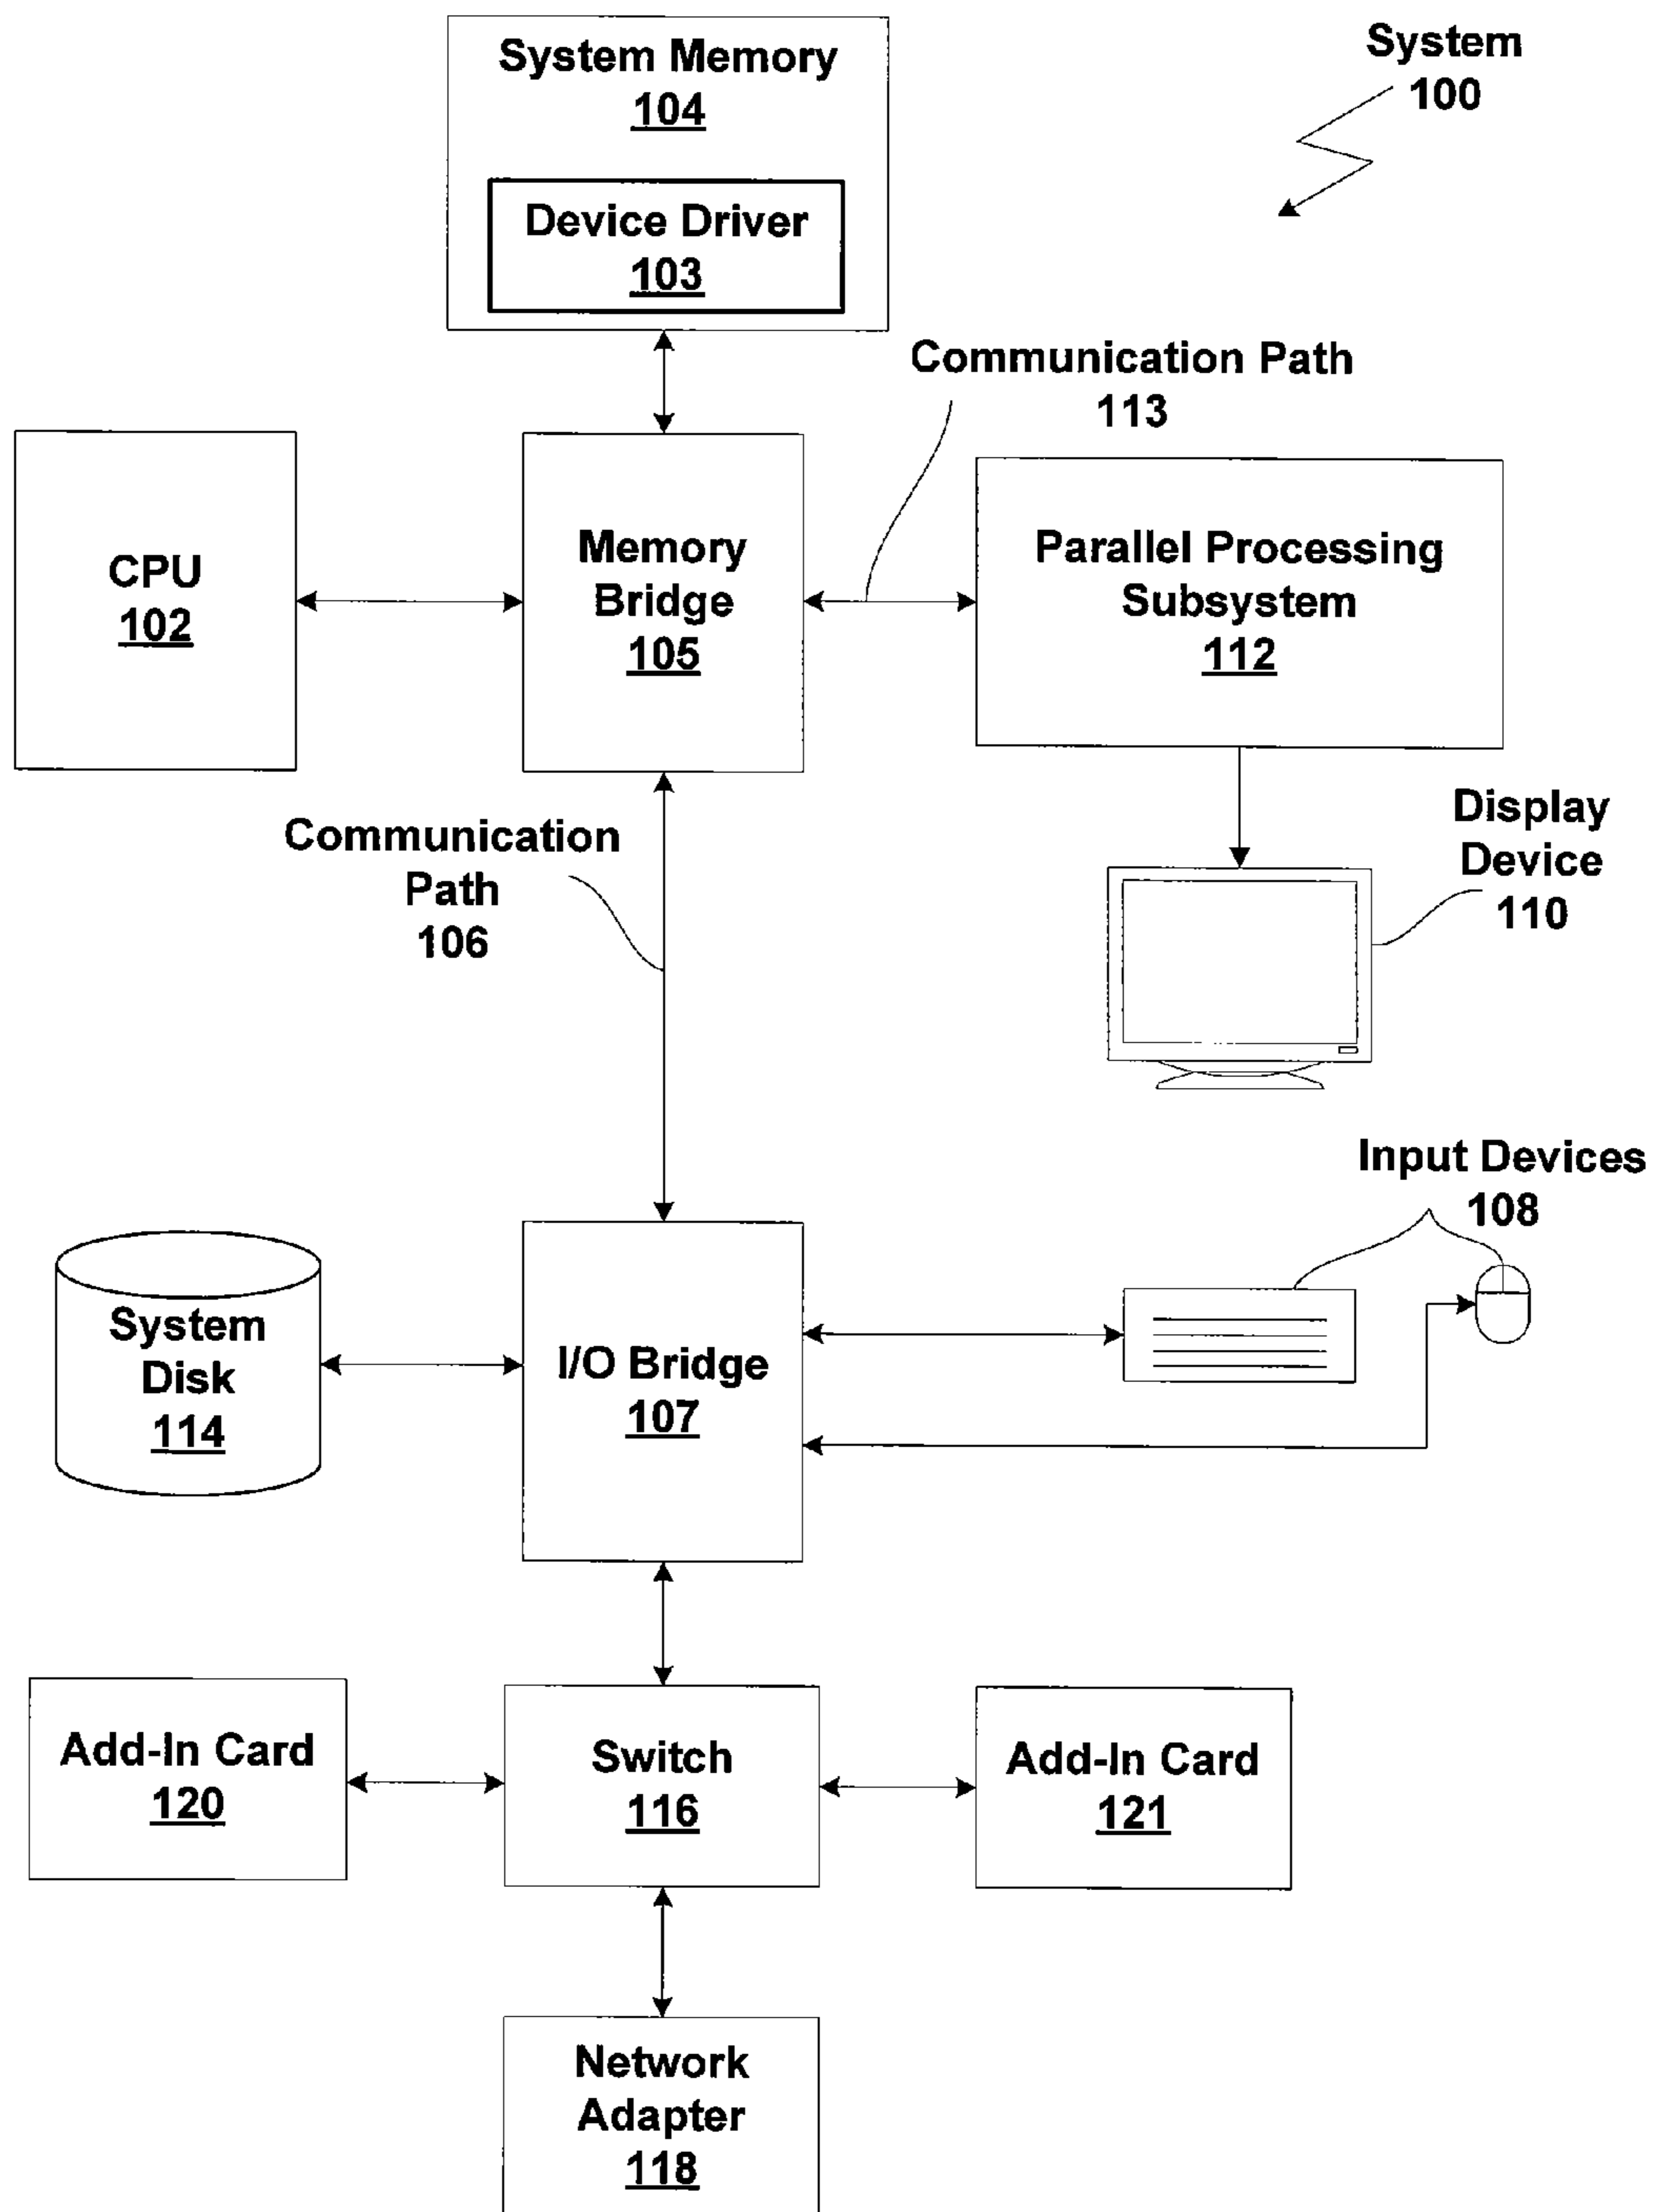 System Memory
104
System
100
Device Driver
103
Communication Path
113
CPU
102
Memory
Bridge
105
Parallel Processing
Subsystem
112
Communication
Path
106
Display
Device
110
Input Devices
108
System
Disk
114
I/O Bridge
107
Add-In Card
120
Switch
116
Add-In Card
121
Network
Adapter
118